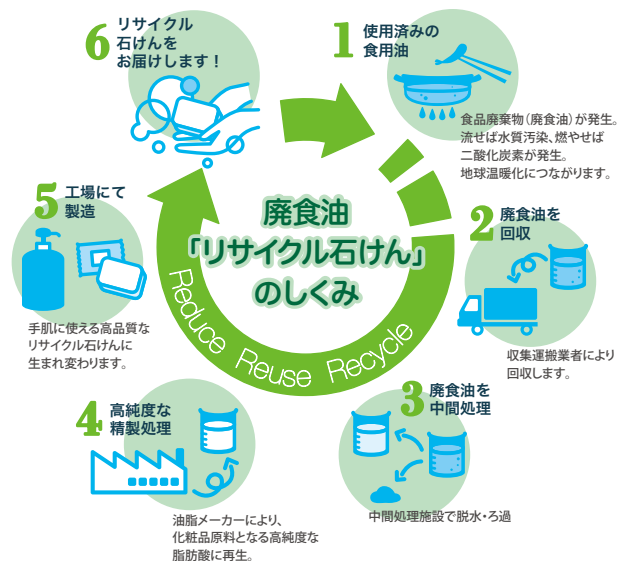 廃食油
「リサイクル石けん」
のしくみ
Reduce Reuse Recycle
1 使用済みの
食用油
食品廃棄物(廃食油)が発生。
流せば水質汚染、燃やせば
二酸化炭素が発生。
地球温暖化につながります。
2 廃食油を
回収
収集運搬業者により
回収します。
3 廃食油を
中間処理
中間処理施設で脱水・ろ過
4 高純度な
精製処理
油脂メーカーにより、
化粧品原料となる高純度な
脂肪酸に再生。
5 工場にて
製造
手肌に使える高品質な
リサイクル石けんに
生まれ変わります。
6 リサイクル
石けんを
お届けします!